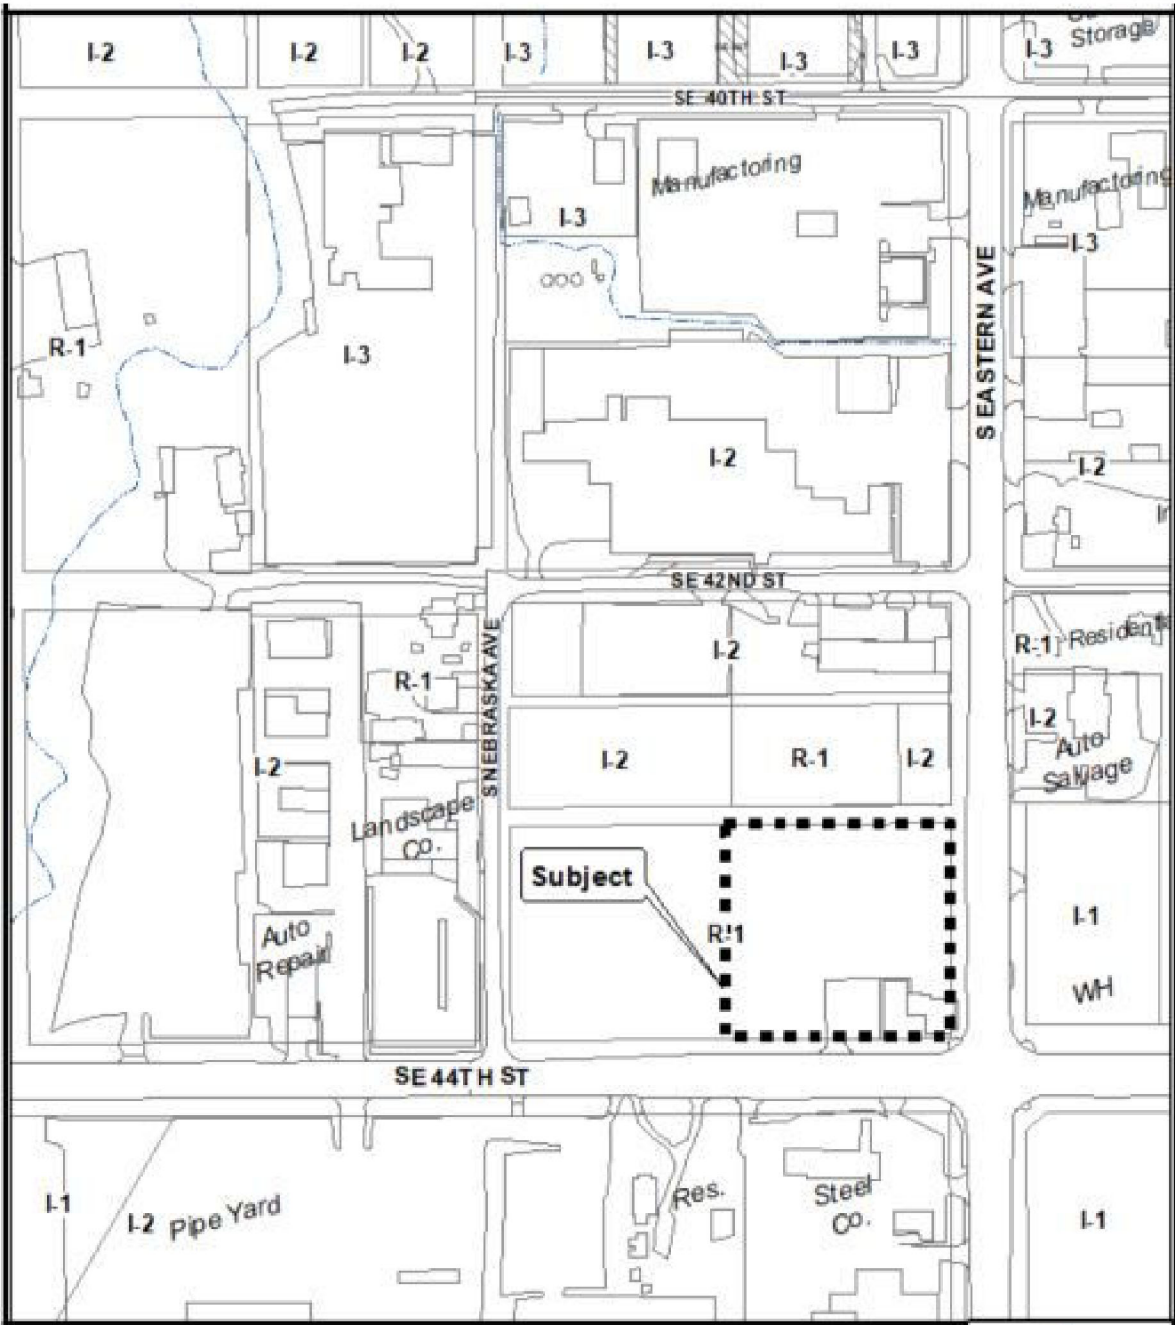 Storage
I-2
I-2
I-2
I-3
I-3
I-3
I-3
I-3
SE 40TH ST
Manufactoring
Manufactoring
I-3
I-3
S EASTERN AVE
R-1
I-3
I-2
I-2
SE 42ND ST
R-1
Residential
I-2
R-1
S NEBRASKA AVE
I-2
Auto
Salvage
I-2
R-1
I-2
I-2
Landscape
Co.
Subject
R-1
I-1
Auto
Repair
WH
SE 44TH ST
I-1
I-2
Pipe Yard
Res.
Steel
Co.
I-1